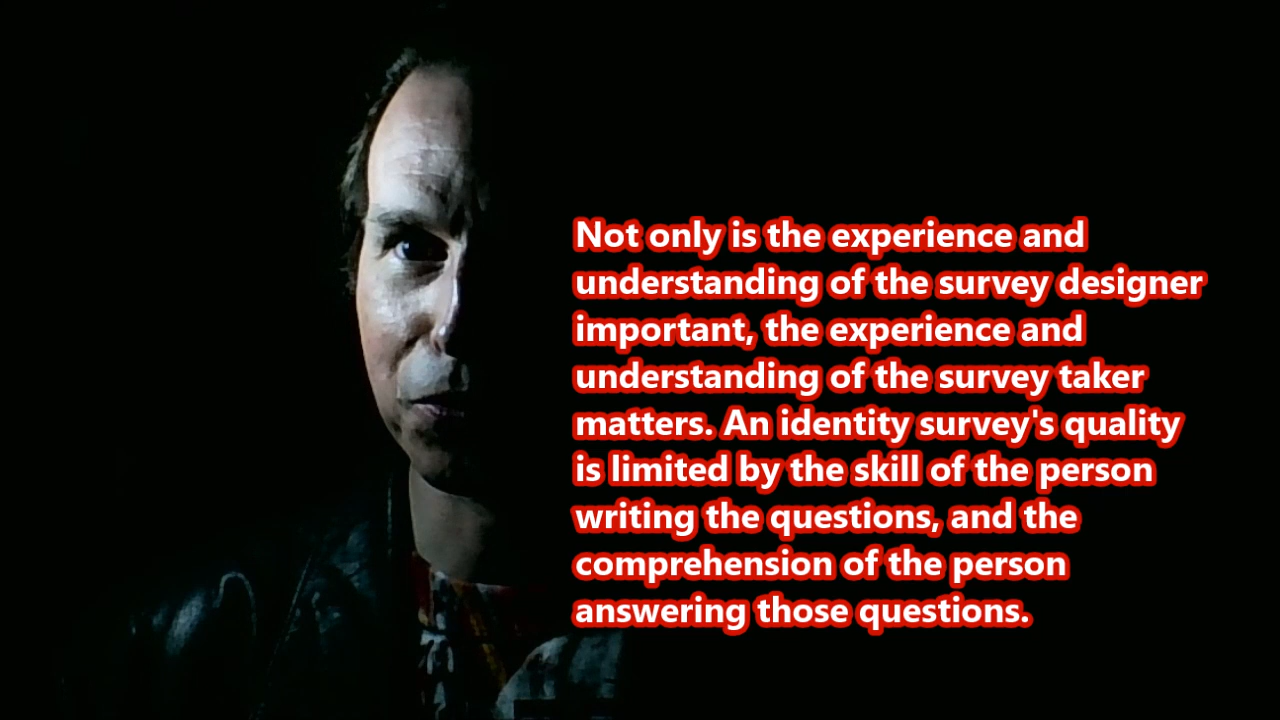 Not only is the experience and
understanding of the survey designer
important, the experience and
understanding of the survey taker
matters. An identity survey's quality
is limited by the skill of the person
writing the questions, and the
comprehension of the person
answering those questions.